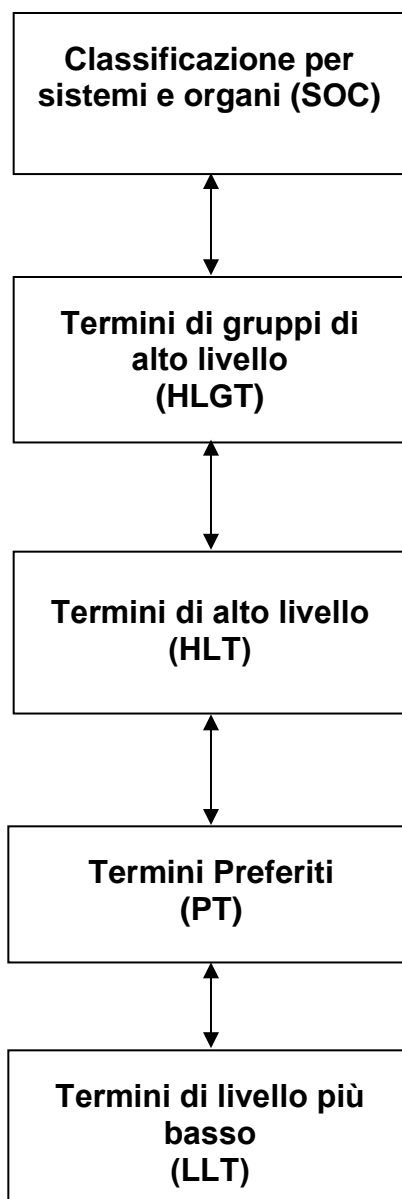 Classificazione per
sistemi e organi (SOC)
Termini di gruppi di
alto livello
(HLGT)
Termini di alto livello
(HLT)
Termini Preferiti
(PT)
Termini di livello più
basso
(LLT)